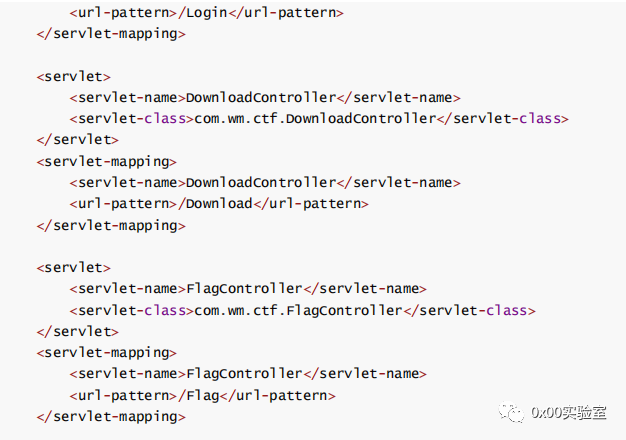 <url-pattern>/Login</url-pattern>
</servlet-mapping>
<servlet>
<servlet-name>DownloadController</servlet-name>
<servlet-class>com.wm.ctf.DownloadController</servlet-class>
</servlet>
<servlet-mapping>
<servlet-name>DownloadController</servlet-name>
<url-pattern>/Download</url-pattern>
</servlet-mapping>
<servlet>
<servlet-name>FlagController</servlet-name>
<servlet-class>com.wm.ctf.FlagController</servlet-class>
</servlet>
<servlet-mapping>
<servlet-name>FlagController</servlet-name>
<url-pattern>/Flag</url-pattern>
</servlet-mapping>
0x00实验室